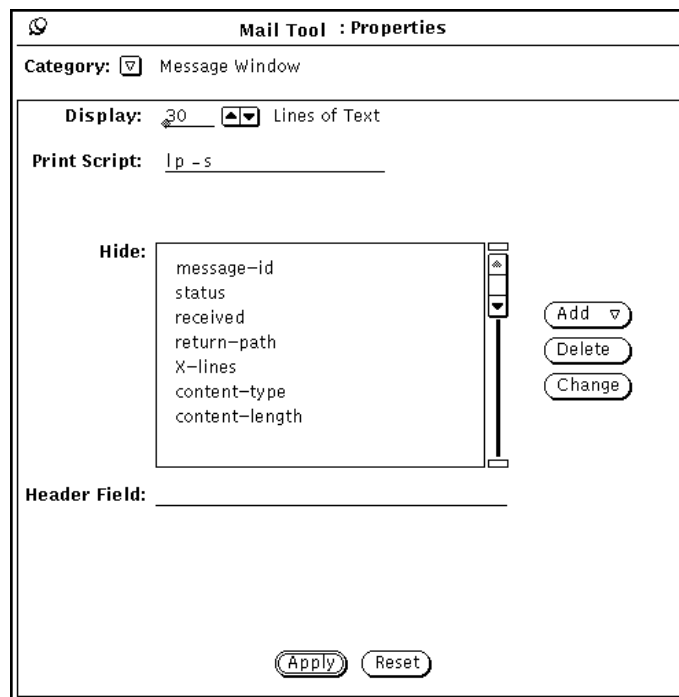 Mail Tool : Properties
Category: Message Window
Display: 30 Lines of Text
Print Script: lp -s
Hide:
message-id
status
received
return-path
X-lines
content-type
content-length
Add
Delete
Change
Header Field:
Apply Reset